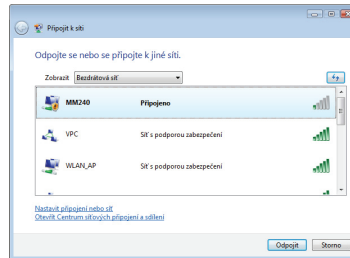 Připojit k síti
Odpojte se nebo se připojte k jiné síti.
Zobrazit Bezdrátová síť
MM240 Připojeno
VPC Síť s podporou zabezpečení
WLAN_AP Síť s podporou zabezpečení
Nastavit připojení nebo síť
Otevřít Centrum síťových připojení a sdílení
Odpojit Storno